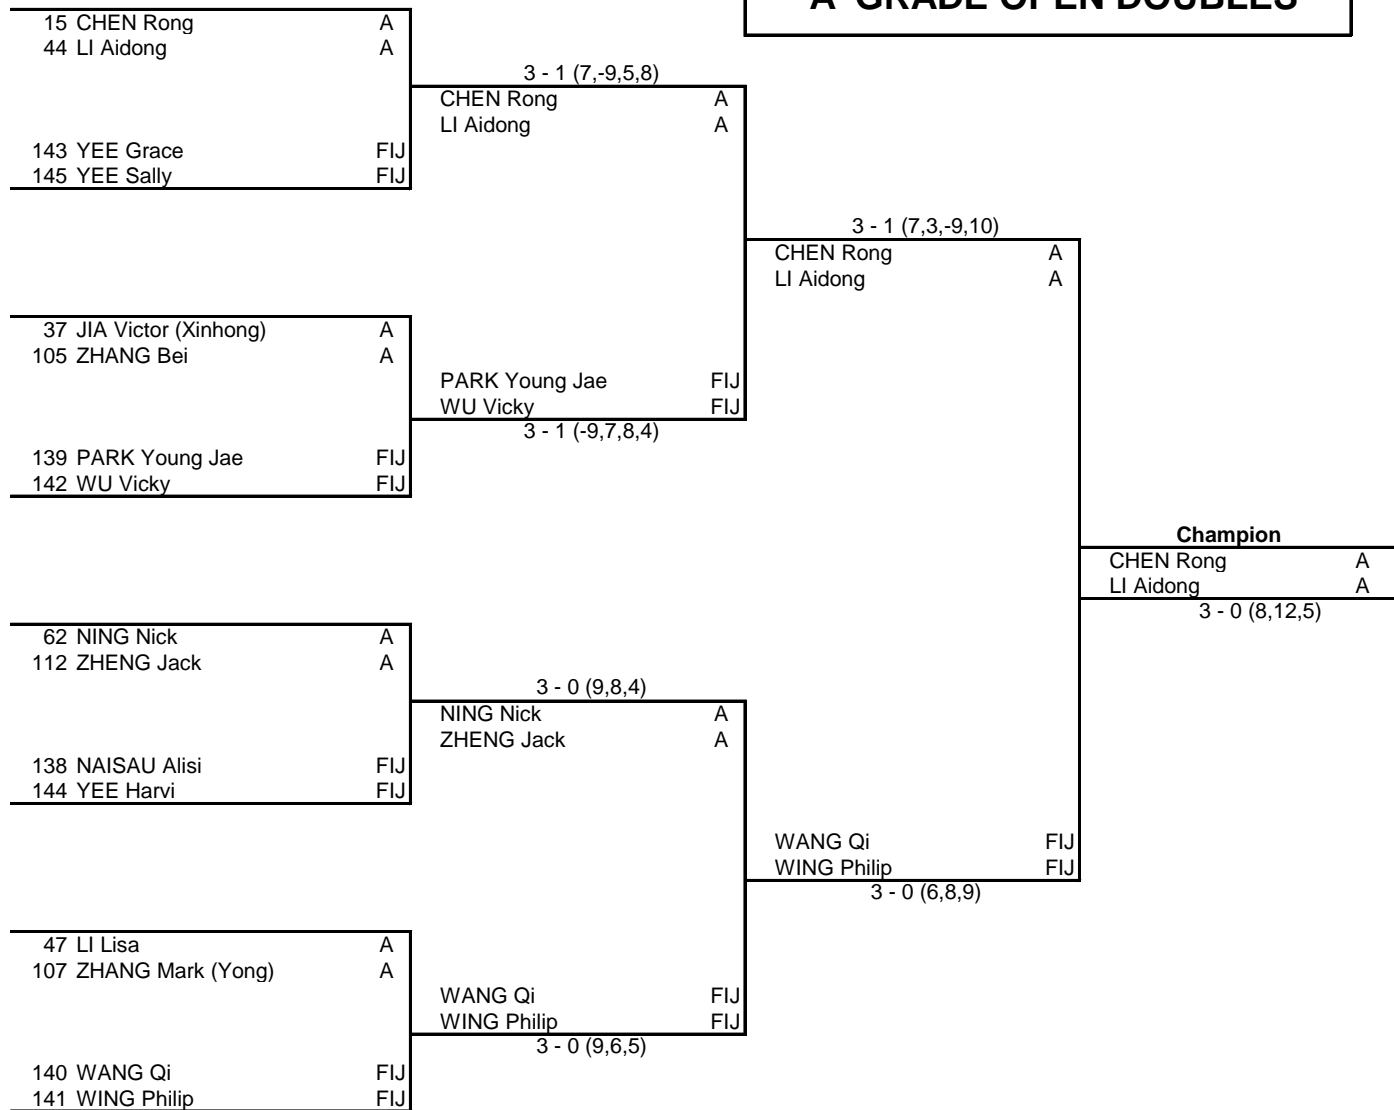 A GRADE OPEN DOUBLES
15 CHEN Rong A
44 LI Aidong A
3 - 1 (7,-9,5,8)
CHEN Rong A
LI Aidong A
143 YEE Grace FIJ
145 YEE Sally FIJ
3 - 1 (7,3,-9,10)
CHEN Rong A
LI Aidong A
37 JIA Victor (Xinhong) A
105 ZHANG Bei A
PARK Young Jae FIJ
WU Vicky FIJ
3 - 1 (-9,7,8,4)
139 PARK Young Jae FIJ
142 WU Vicky FIJ
Champion
CHEN Rong A
LI Aidong A
3 - 0 (8,12,5)
62 NING Nick A
112 ZHENG Jack A
3 - 0 (9,8,4)
NING Nick A
ZHENG Jack A
138 NAISAU Alisi FIJ
144 YEE Harvi FIJ
WANG Qi FIJ
WING Philip FIJ
3 - 0 (6,8,9)
47 LI Lisa A
107 ZHANG Mark (Yong) A
WANG Qi FIJ
WING Philip FIJ
3 - 0 (9,6,5)
140 WANG Qi FIJ
141 WING Philip FIJ